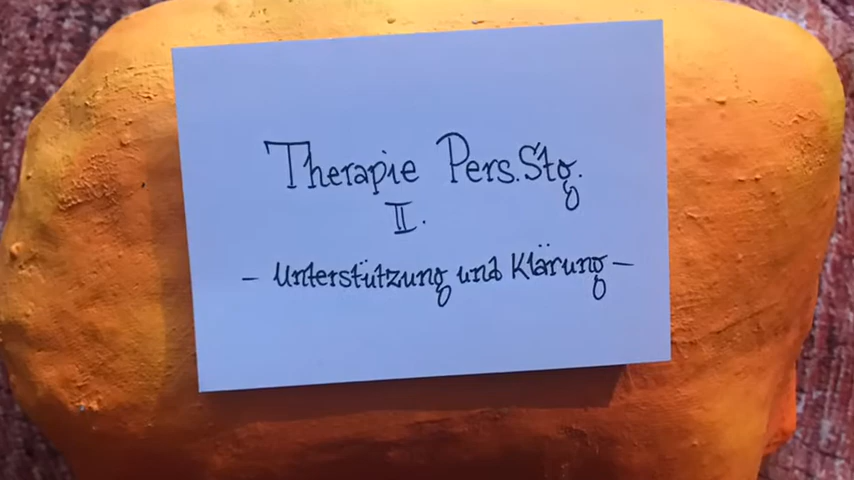 Therapie Pers.Stg.
II.
- Unterstützung und Klärung -